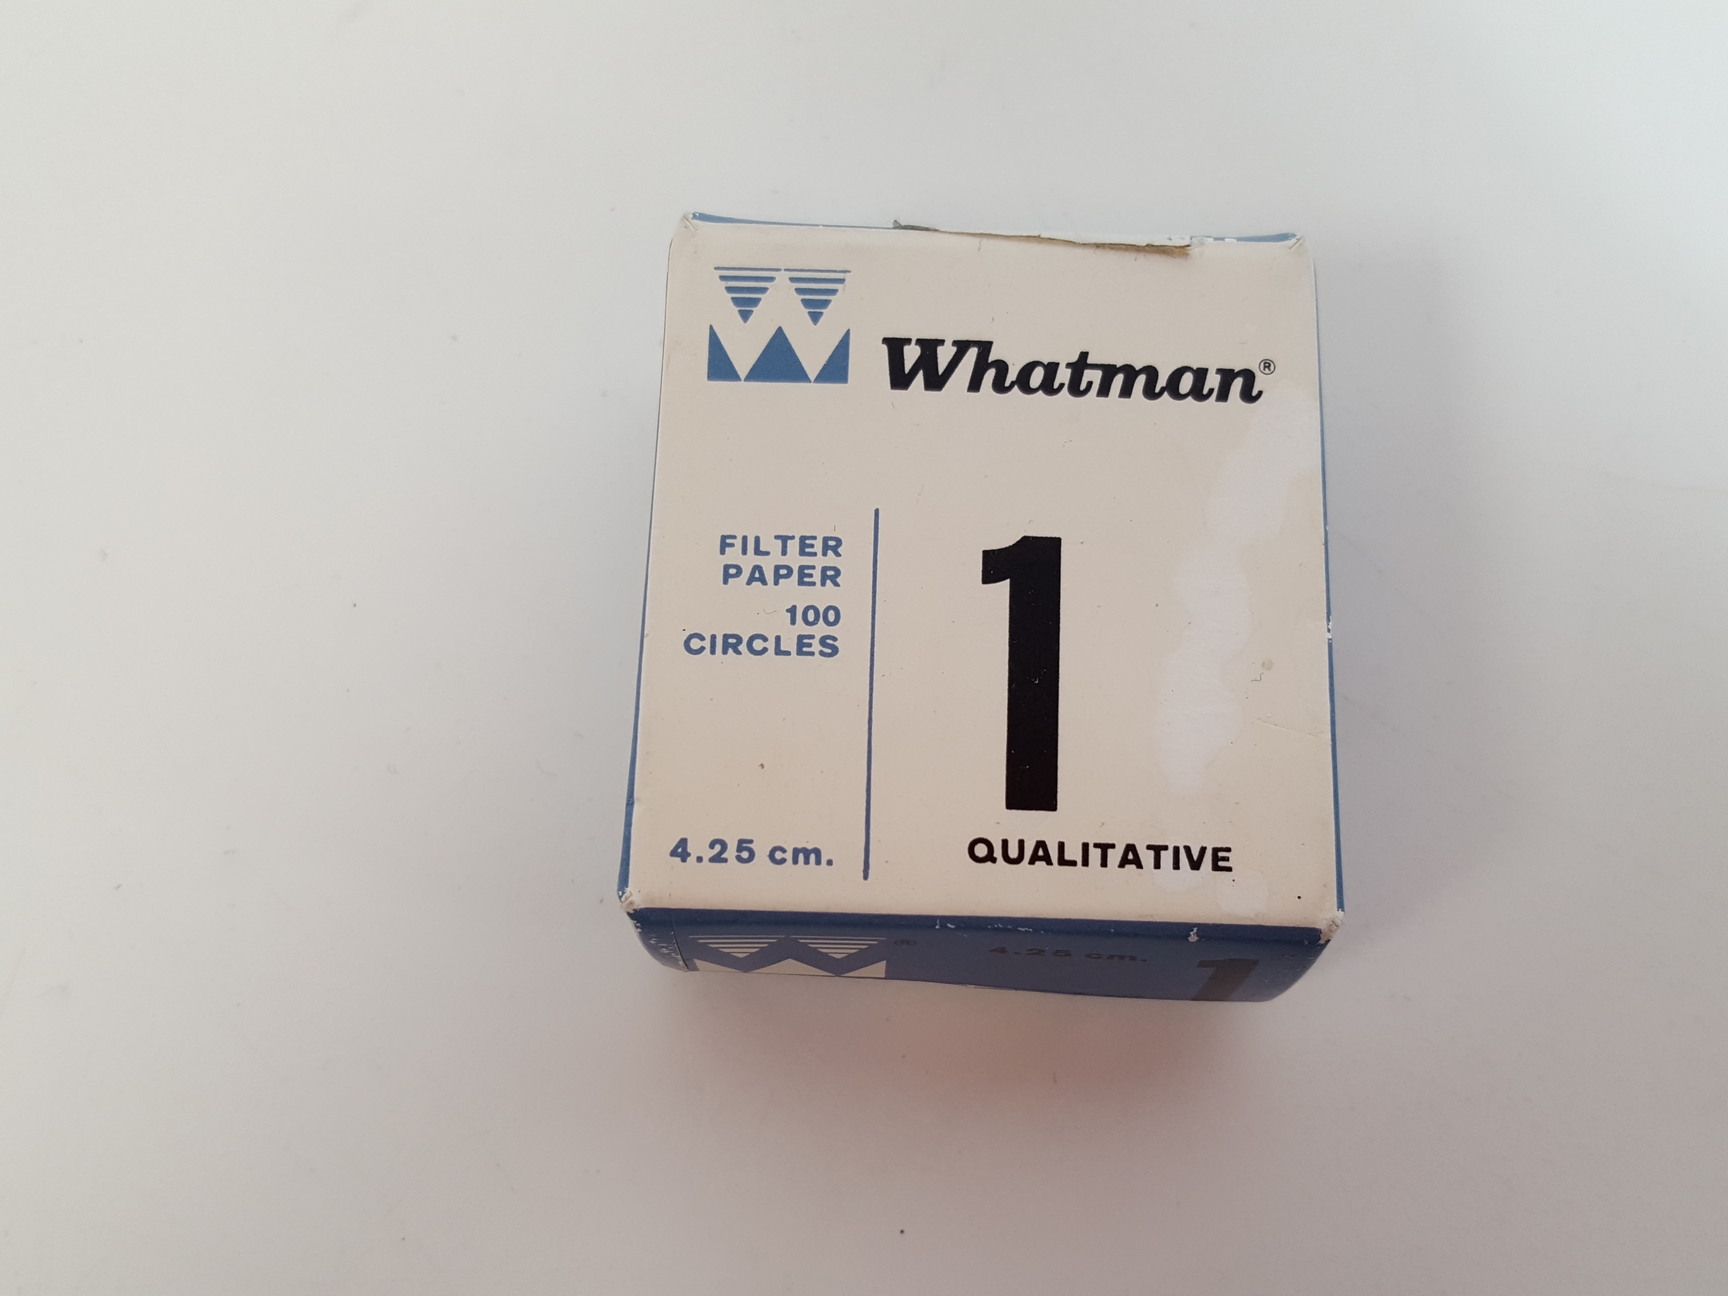 Whatman®
FILTER
PAPER
100
CIRCLES
4.25 cm.
1
QUALITATIVE
®
4.25 cm.
1